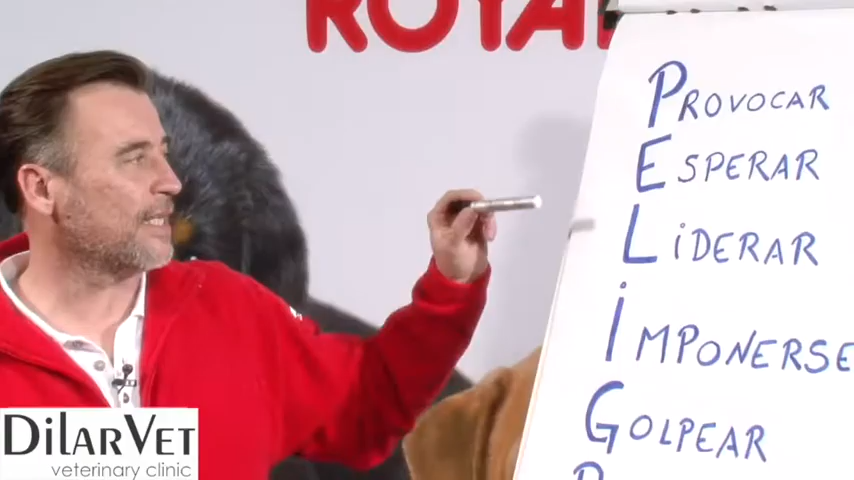 ROYAL
PROVOCAR
ESPERAR
LIDERAR
IMPONERSE
GOLPEAR
DILARVET
veterinary clinic